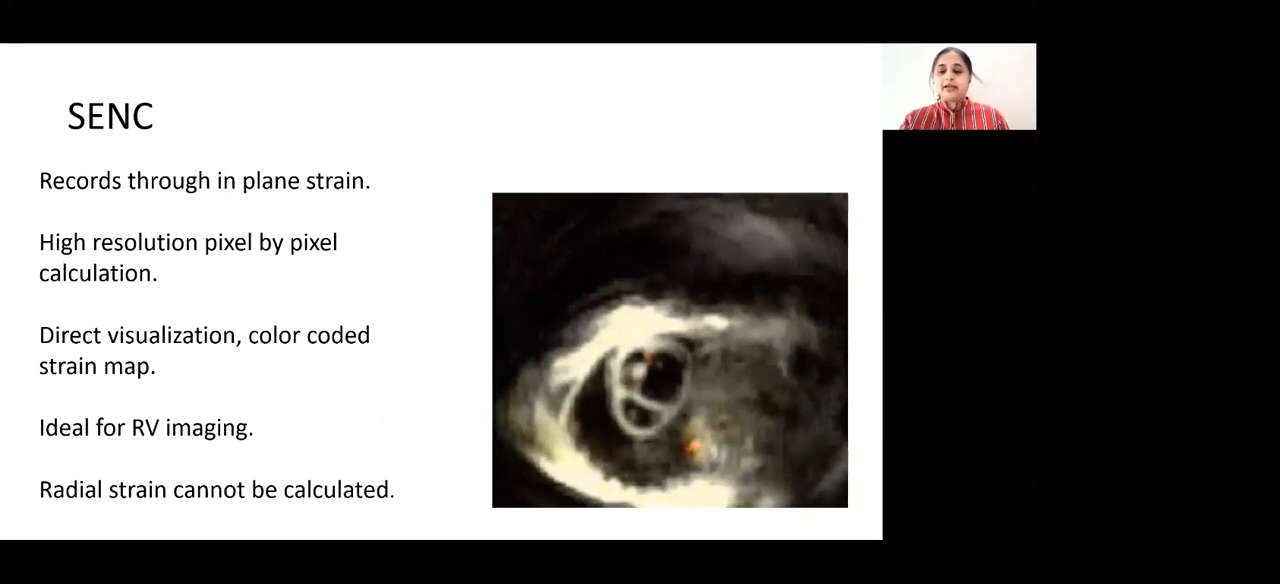 SENC
Records through in plane strain.
High resolution pixel by pixel
calculation.
Direct visualization, color coded
strain map.
Ideal for RV imaging.
Radial strain cannot be calculated.